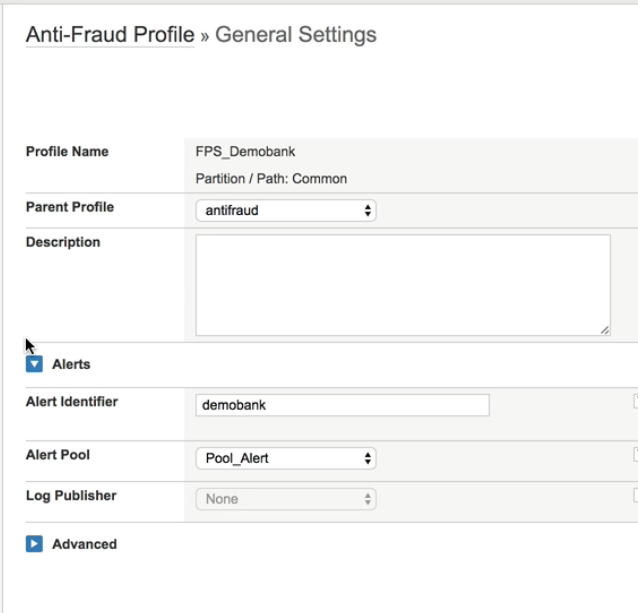 Anti-Fraud Profile » General Settings
Profile Name
FPS_Demobank
Partition / Path: Common
Parent Profile
antifraud
Description
Alerts
Alert Identifier
demobank
Alert Pool
Pool_Alert
Log Publisher
None
Advanced